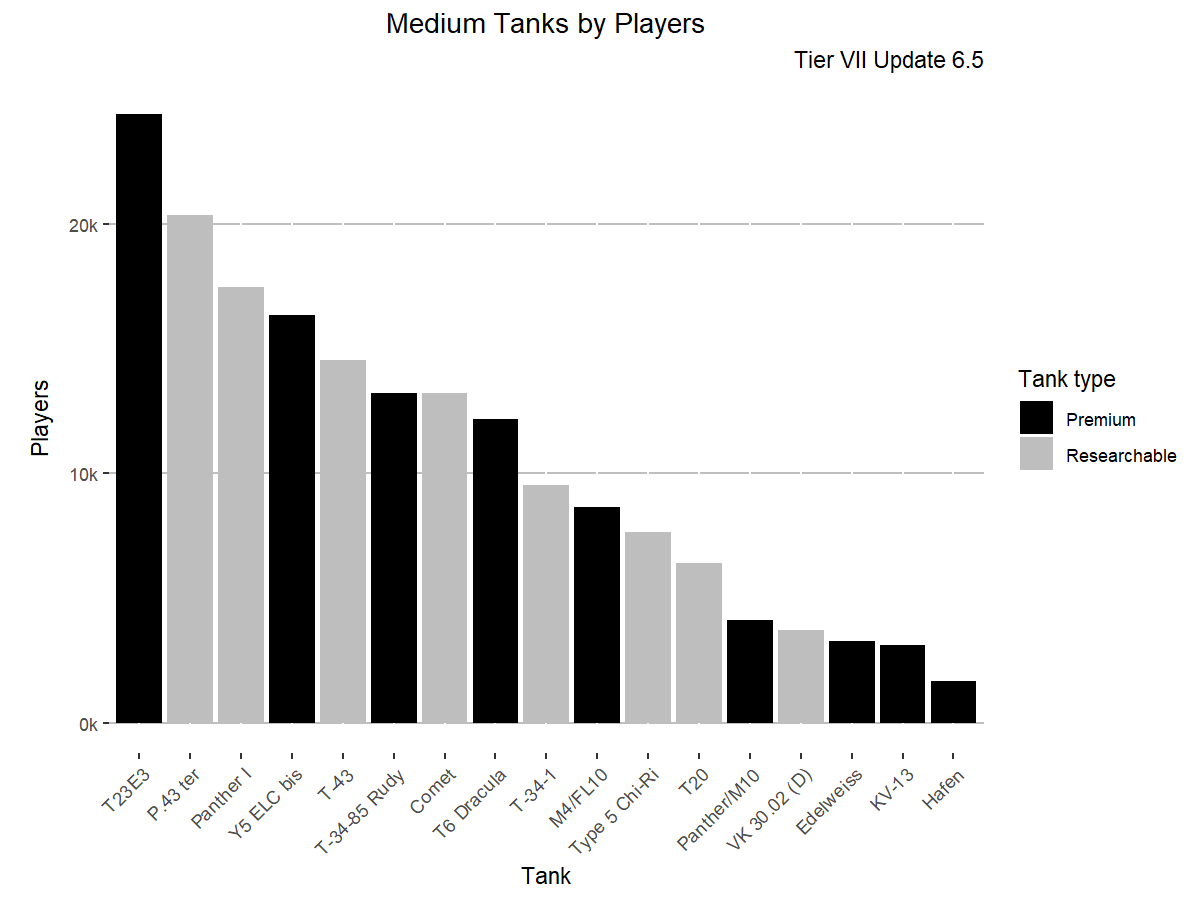 Medium Tanks by Players
Tier VII Update 6.5
Players
20k
10k
0k
T23E3
P.43 ter
Panther I
Y5 ELC bis
T-43
T-34-85 Rudy
Comet
T6 Dracula
T-34-1
M4/FL10
Type 5 Chi-Ri
T20
Panther/M10
VK 30.02 (D)
Edelweiss
KV-13
Hafen
Tank
Tank type
Premium
Researchable